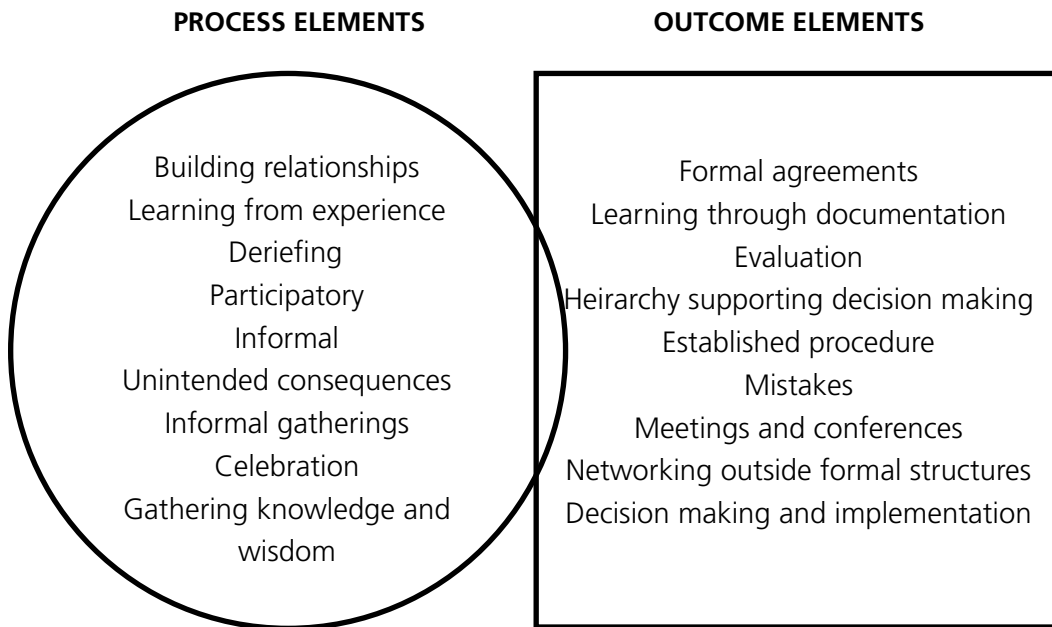 PROCESS ELEMENTS
Building relationships
Learning from experience
Deriefing
Participatory
Informal
Unintended consequences
Informal gatherings
Celebration
Gathering knowledge and
wisdom
OUTCOME ELEMENTS
Formal agreements
Learning through documentation
Evaluation
Heirarchy supporting decision making
Established procedure
Mistakes
Meetings and conferences
Networking outside formal structures
Decision making and implementation